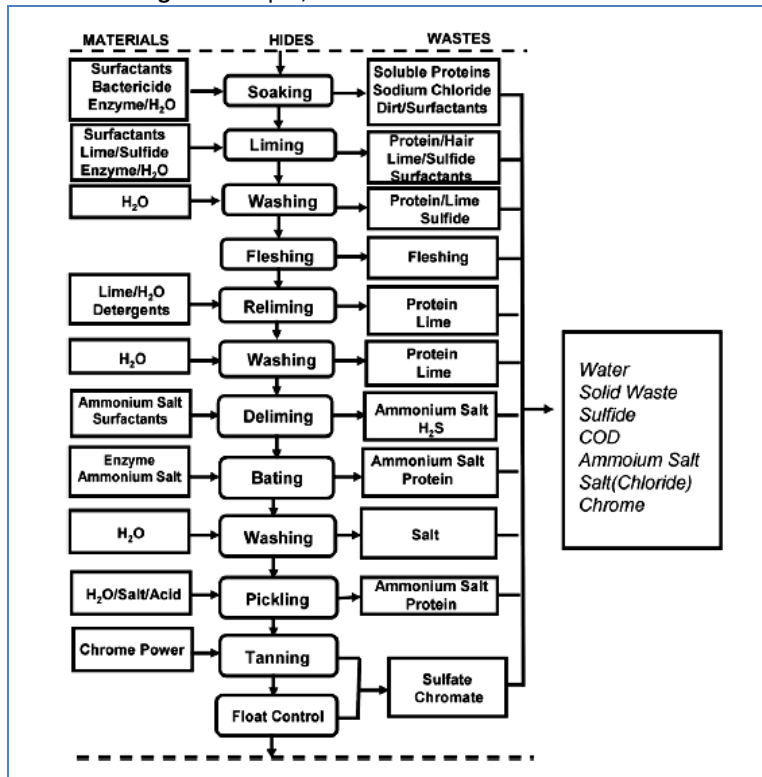 MATERIALS HIDES WASTES
Surfactants
Bactericide
Enzyme/H₂O
Soaking
Soluble Proteins
Sodium Chloride
Dirt/Surfactants
Surfactants
Lime/Sulfide
Enzyme/H₂O
Liming
Protein/Hair
Lime/Sulfide
Surfactants
H₂O
Washing
Protein/Lime
Sulfide
Fleshing
Fleshing
Lime/H₂O
Detergents
Reliming
Protein
Lime
H₂O
Washing
Protein
Lime
Ammonium Salt
Surfactants
Deliming
Ammonium Salt
H₂S
Enzyme
Ammonium Salt
Bating
Ammonium Salt
Protein
H₂O
Washing
Salt
H₂O/Salt/Acid
Pickling
Ammonium Salt
Protein
Chrome Power
Tanning
Float Control
Sulfate
Chromate
Water
Solid Waste
Sulfide
COD
Ammoium Salt
Salt(Chloride)
Chrome